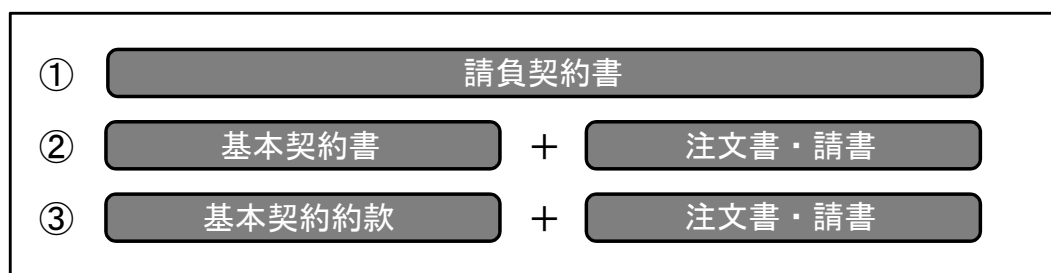 ① 請負契約書
② 基本契約書 + 注文書・請書
③ 基本契約約款 + 注文書・請書